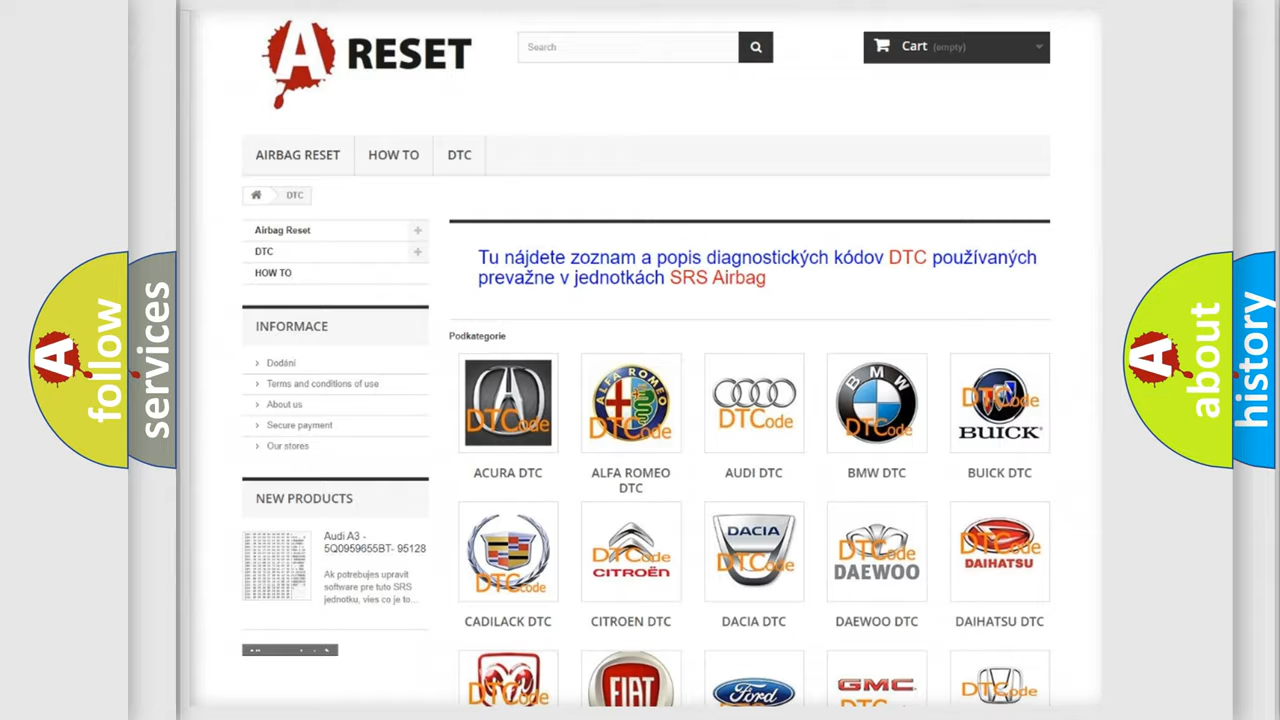 A RESET
Search
Cart (empty)
AIRBAG RESET
HOW TO
DTC
DTC
Airbag Reset
DTC
HOW TO
INFORMACE
Dodání
Terms and conditions of use
About us
Secure payment
Our stores
NEW PRODUCTS
Audi A3 -
5Q0959655BT- 95128
Ak potrebujes upravit
software pre tuto SRS
jednotku, vies co je to...
Tu nájdete zoznam a popis diagnostických kódov DTC používaných
prevažne v jednotkách SRS Airbag
Podkategorie
DTCode
ALFA ROMEO
DTCode
DTCode
BMW
DTCode
DTCode
BUICK
ACURA DTC
ALFA ROMEO
DTC
AUDI DTC
BMW DTC
BUICK DTC
DTCode
DTCode
CITROËN
DACIA
DTCode
DTCode
DAEWOO
DTCode
DAIHATSU
CADILACK DTC
CITROEN DTC
DACIA DTC
DAEWOO DTC
DAIHATSU DTC
DTCode
FIAT
Ford
GMC
DTCode
A follow
services
A about
history